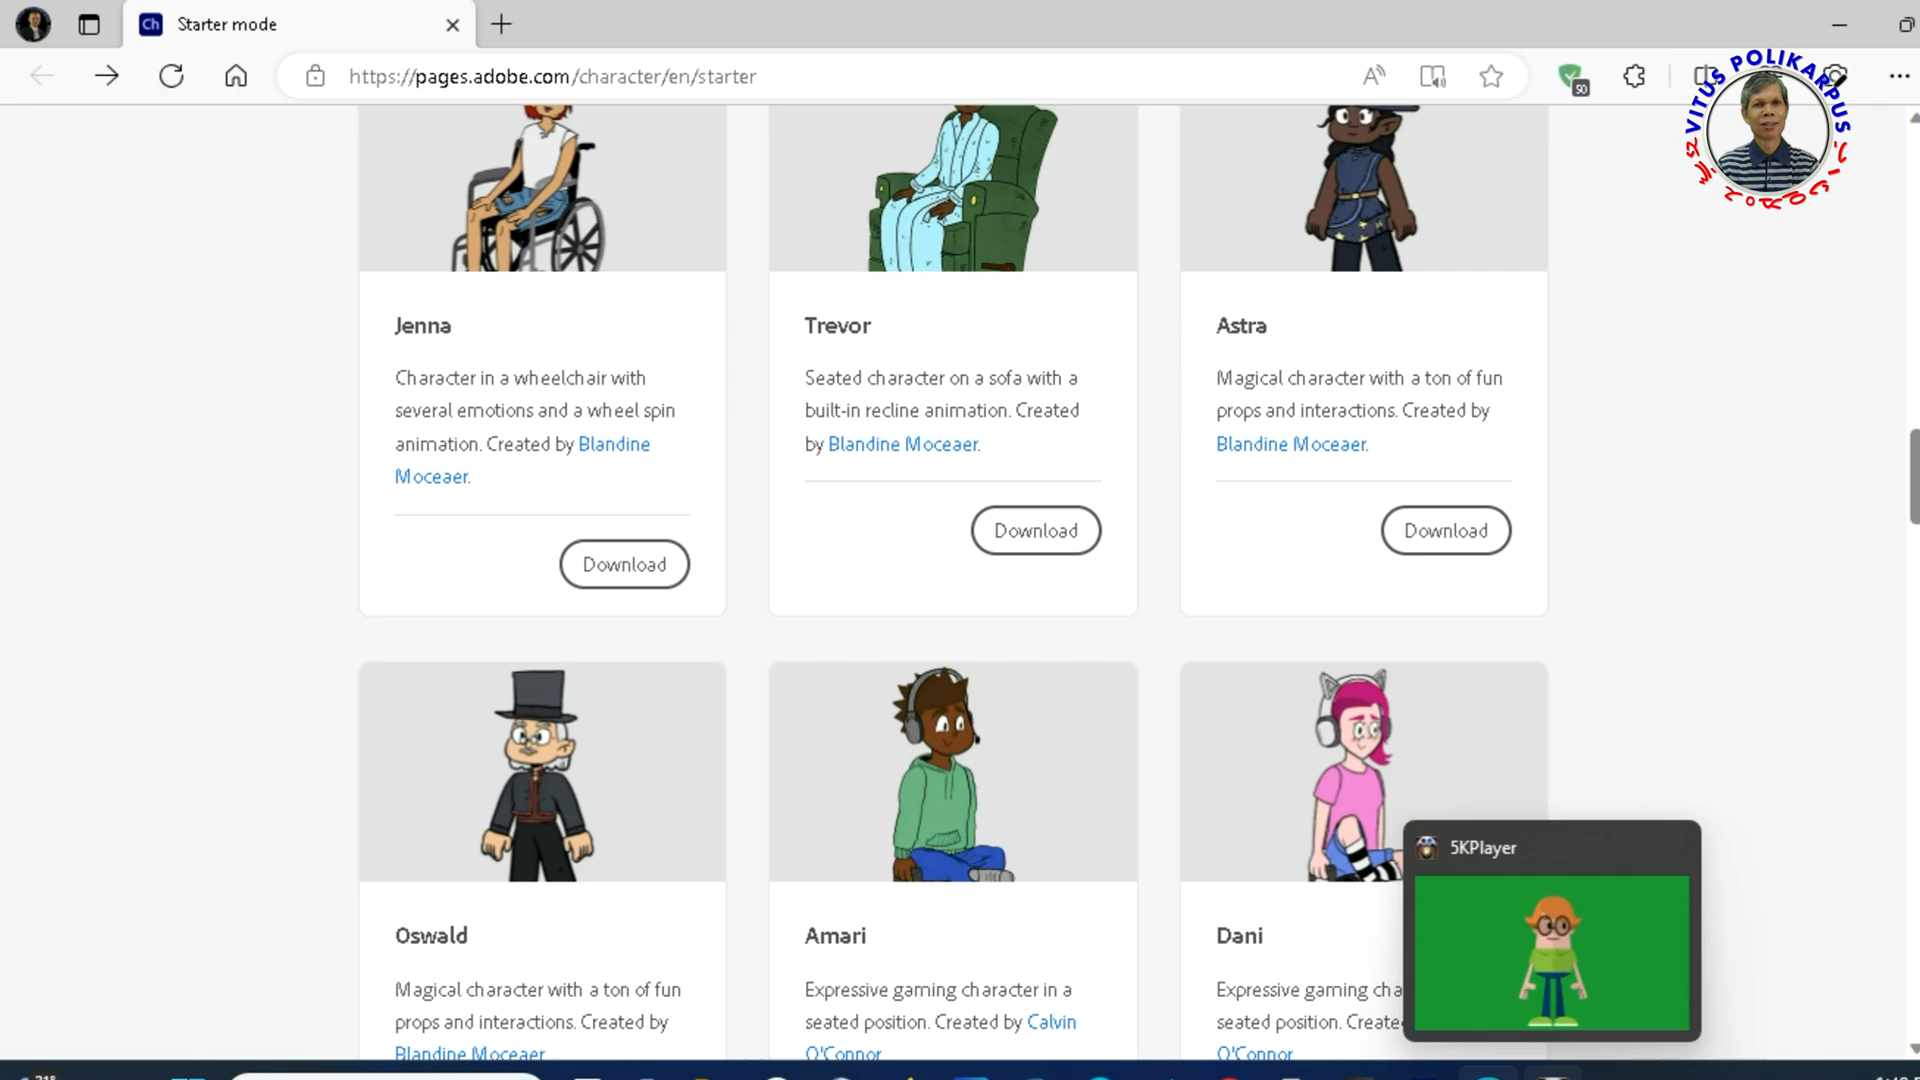 Ch Starter mode
https://pages.adobe.com/character/en/starter
50
VITUS POLIKARPUS
Jenna
Character in a wheelchair with
several emotions and a wheel spin
animation. Created by Blandine
Moceaer.
Download
Trevor
Seated character on a sofa with a
built-in recline animation. Created
by Blandine Moceaer.
Download
Astra
Magical character with a ton of fun
props and interactions. Created by
Blandine Moceaer.
Download
Oswald
Magical character with a ton of fun
props and interactions. Created by
Blandine Moceaer
Amari
Expressive gaming character in a
seated position. Created by Calvin
O'Connor
Dani
Expressive gaming cha
seated position. Create
O'Connor
5KPlayer